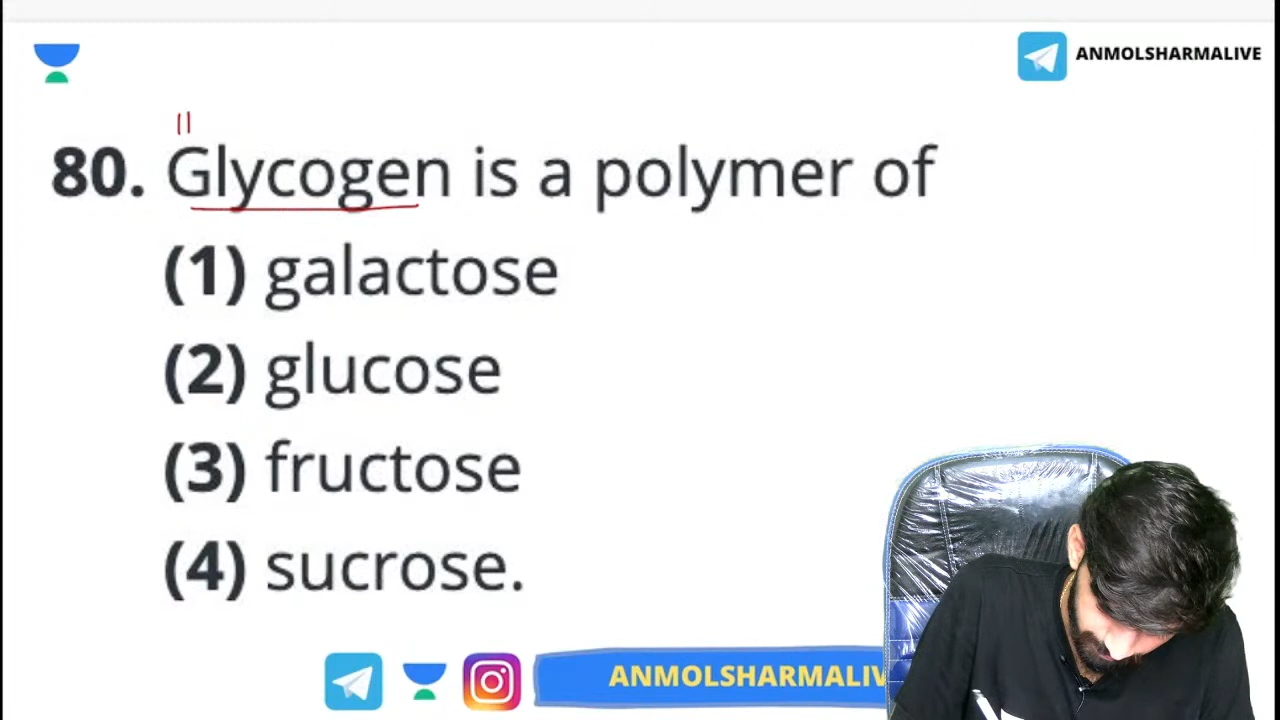 ANMOLSHARMALIVE
80. Glycogen is a polymer of
(1) galactose
(2) glucose
(3) fructose
(4) sucrose.
ANMOLSHARMALIV